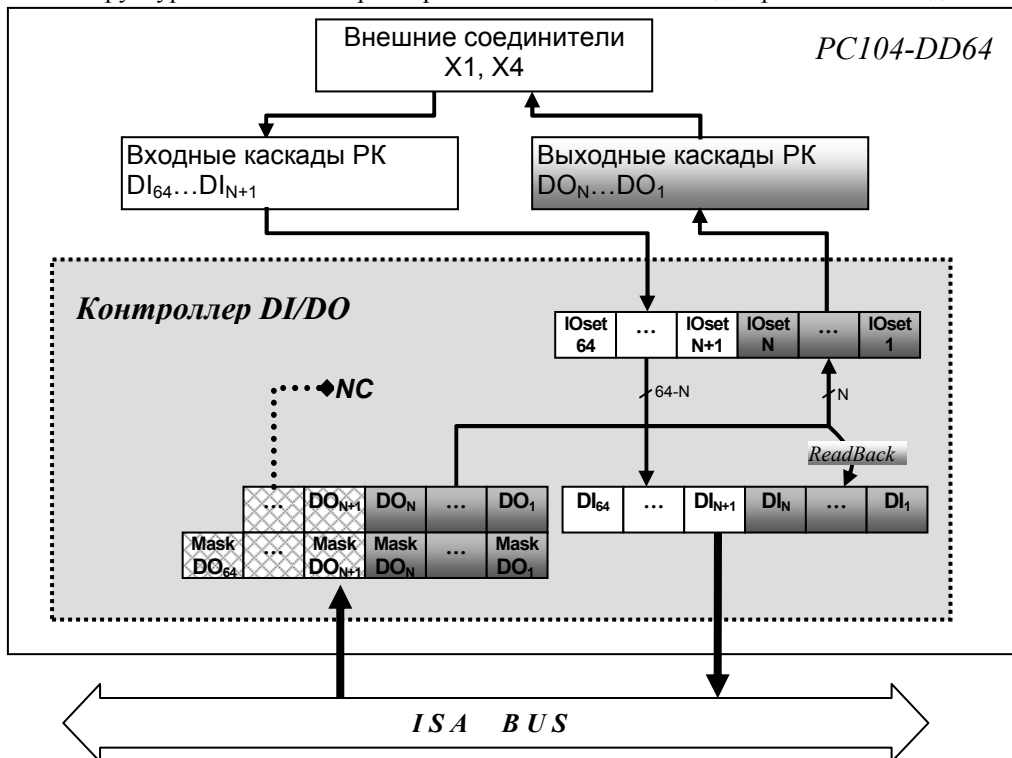 Внешние соединители
X1, X4
PC104-DD64
Входные каскады РК
DI64…DIN+1
Выходные каскады РК
DON…DO1
Контроллер DI/DO
IOset 64 … IOset N+1 IOset N … IOset 1
NC
64-N
N
ReadBack
… DON+1 DON … DO1
DI64 … DIN+1 DIN … DI1
Mask DO64 … Mask DON+1 Mask DON … Mask DO1
ISA BUS